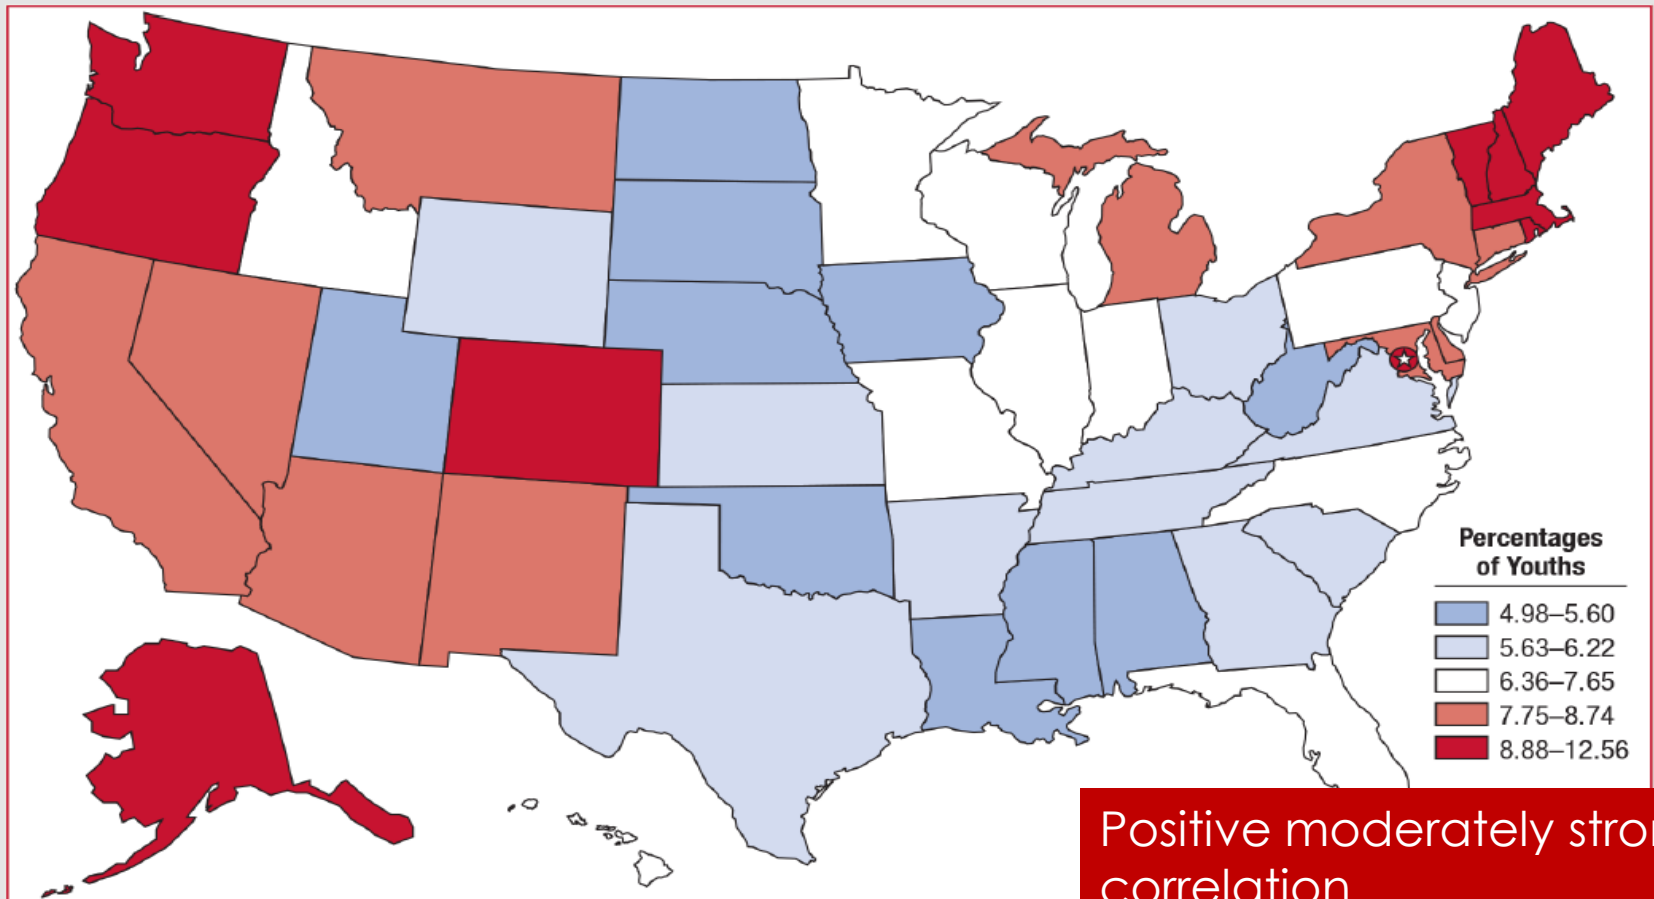 Percentages
of Youths
4.98–5.60
5.63–6.22
6.36–7.65
7.75–8.74
8.88–12.56
Positive moderately
correlation